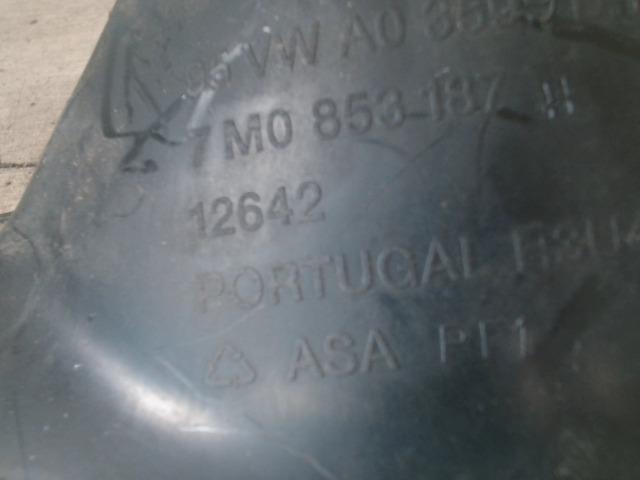 VW A0
7M0 853-187 H
12642
PORTUGAL
ASA